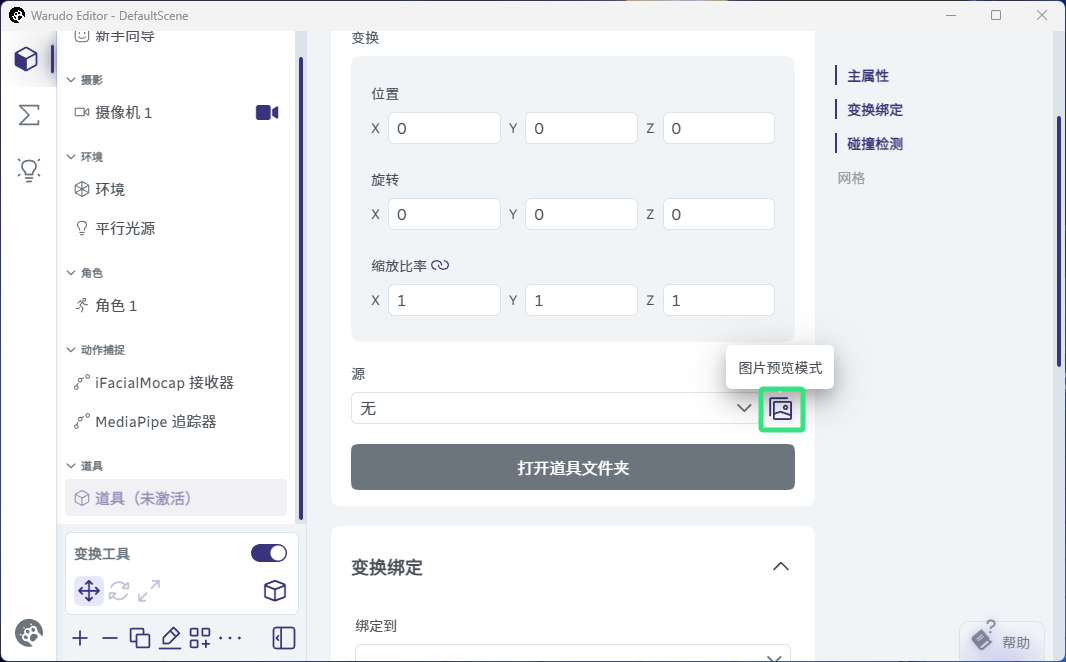 Warudo Editor - DefaultScene
新手向导
摄影
摄像机 1
环境
环境
平行光源
角色
角色 1
动作捕捉
iFacialMocap 接收器
MediaPipe 追踪器
道具
道具（未激活）
变换工具
变换
位置
X 0 Y 0 Z 0
旋转
X 0 Y 0 Z 0
缩放比率
X 1 Y 1 Z 1
图片预览模式
源
无
打开道具文件夹
变换绑定
绑定到
主属性
变换绑定
碰撞检测
网格
帮助